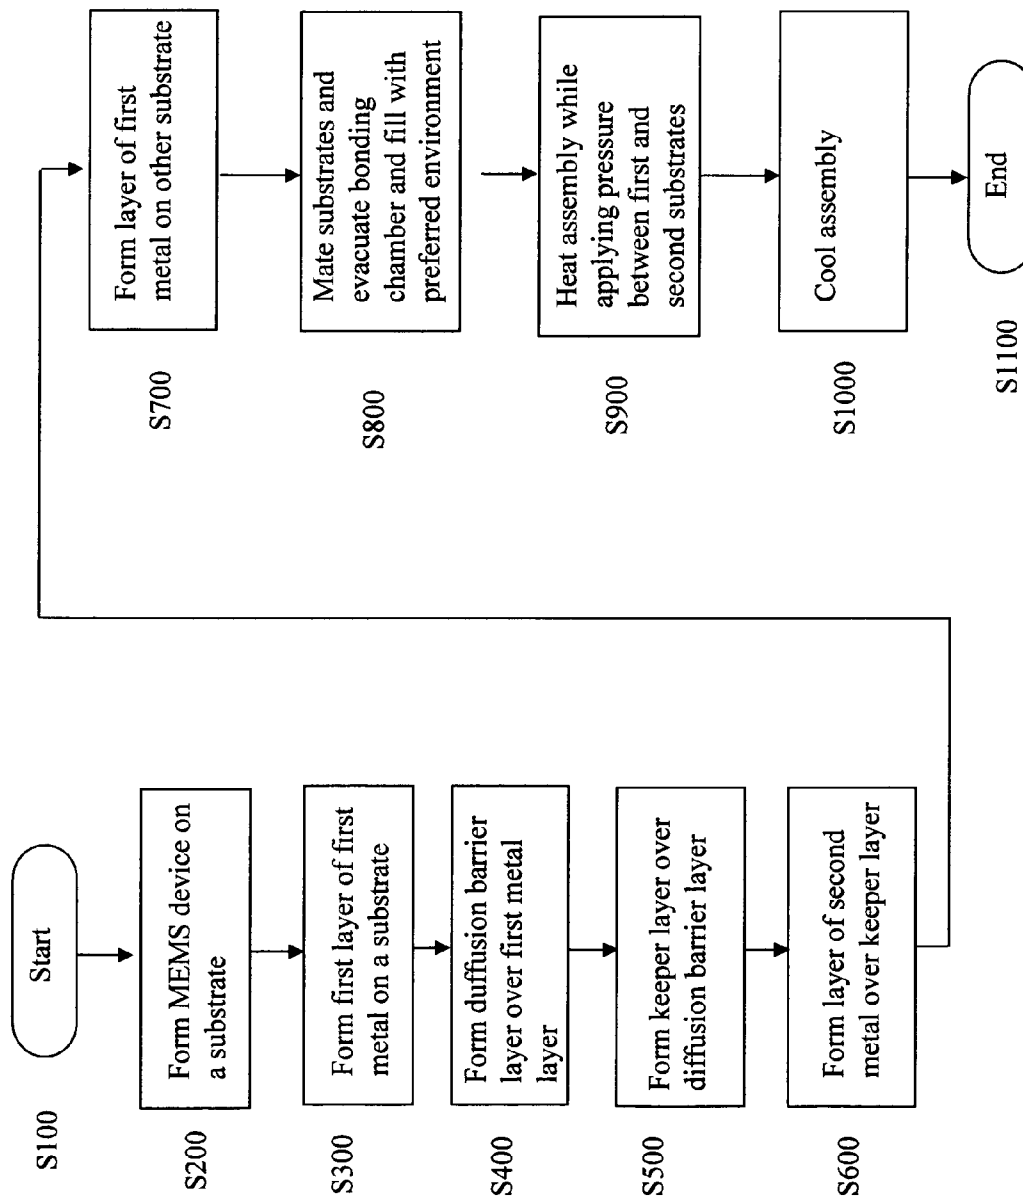 S100
Start
S200
Form MEMS device on
a substrate
S300
Form first layer of first
metal on a substrate
S400
Form duffusion barrier
layer over first metal
layer
S500
Form keeper layer over
diffusion barrier layer
S600
Form layer of second
metal over keeper layer
S700
Form layer of first
metal on other substrate
S800
Mate substrates and
evacuate bonding
chamber and fill with
preferred environment
S900
Heat assembly while
applying pressure
between first and
second substrates
S1000
Cool assembly
S1100
End